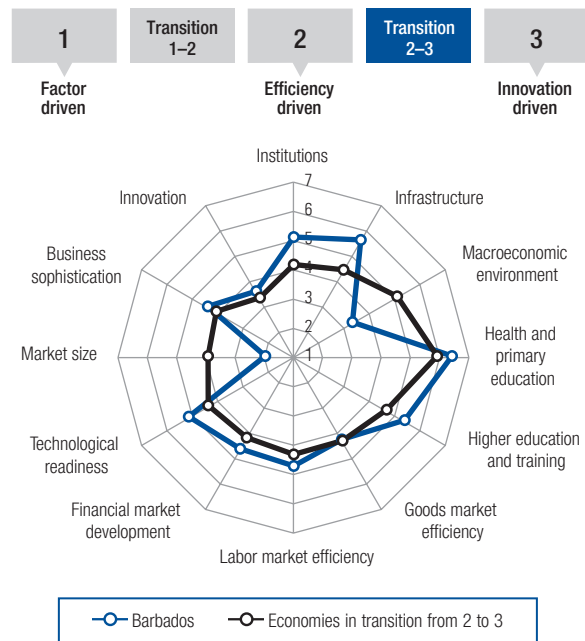 1
Transition
1–2
2
Transition
2–3
3
Factor
driven
Efficiency
driven
Innovation
driven
Institutions
7
6
5
4
3
2
1
Infrastructure
Macroeconomic
environment
Health and
primary
education
Higher education
and training
Goods market
efficiency
Labor market efficiency
Financial market
development
Technological
readiness
Market size
Business
sophistication
Innovation
Barbados
Economies in transition from 2 to 3